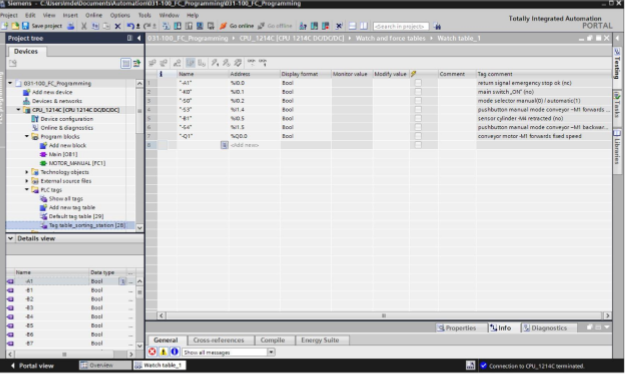 Siemens - C:\Users\mde\Documents\Automation\031-100_FC_Programming\031-100_FC_Programming
Project Edit View Insert Online Options Tools Window Help
Totally Integrated Automation
PORTAL
Save project Go online Go offline <Search in project>
Project tree
031-100_FC_Programming CPU_1214C [CPU 1214C DC/DC/DC] Watch and force tables Watch table_1
Devices
i Name Address Display format Monitor value Modify value Comment Tag comment
1 "-A1" %I0.0 Bool return signal emergency stop ok (nc)
2 "-K0" %I0.1 Bool main switch „ON" (no)
3 "-S0" %I0.2 Bool mode selector manual(0) / automatic(1)
4 "-S3" %I1.4 Bool pushbutton manual mode conveyor -M1 forwards ...
5 "-B1" %I0.5 Bool sensor cylinder -M4 retracted (no)
6 "-S4" %I1.5 Bool pushbutton manual mode conveyor -M1 backwar...
7 "-Q1" %Q0.0 Bool conveyor motor -M1 forwards fixed speed
8 <Add new>
031-100_FC_Programming
Add new device
Devices & networks
CPU_1214C [CPU 1214C DC/DC/DC]
Device configuration
Online & diagnostics
Program blocks
Add new block
Main [OB1]
MOTOR_MANUAL [FC1]
Technology objects
External source files
PLC tags
Show all tags
Add new tag table
Default tag table [29]
Tag table_sorting_station [28]
Details view
Name Data type
-A1 Bool
-B1 Bool
-B2 Bool
-B3 Bool
-B4 Bool
-B5 Bool
-B6 Bool
-B7 Bool
Testing
Tasks
Libraries
Properties Info Diagnostics
General Cross-references Compile Energy Suite
Show all messages
Portal view Overview Watch table_1
Connection to CPU_1214C terminated.